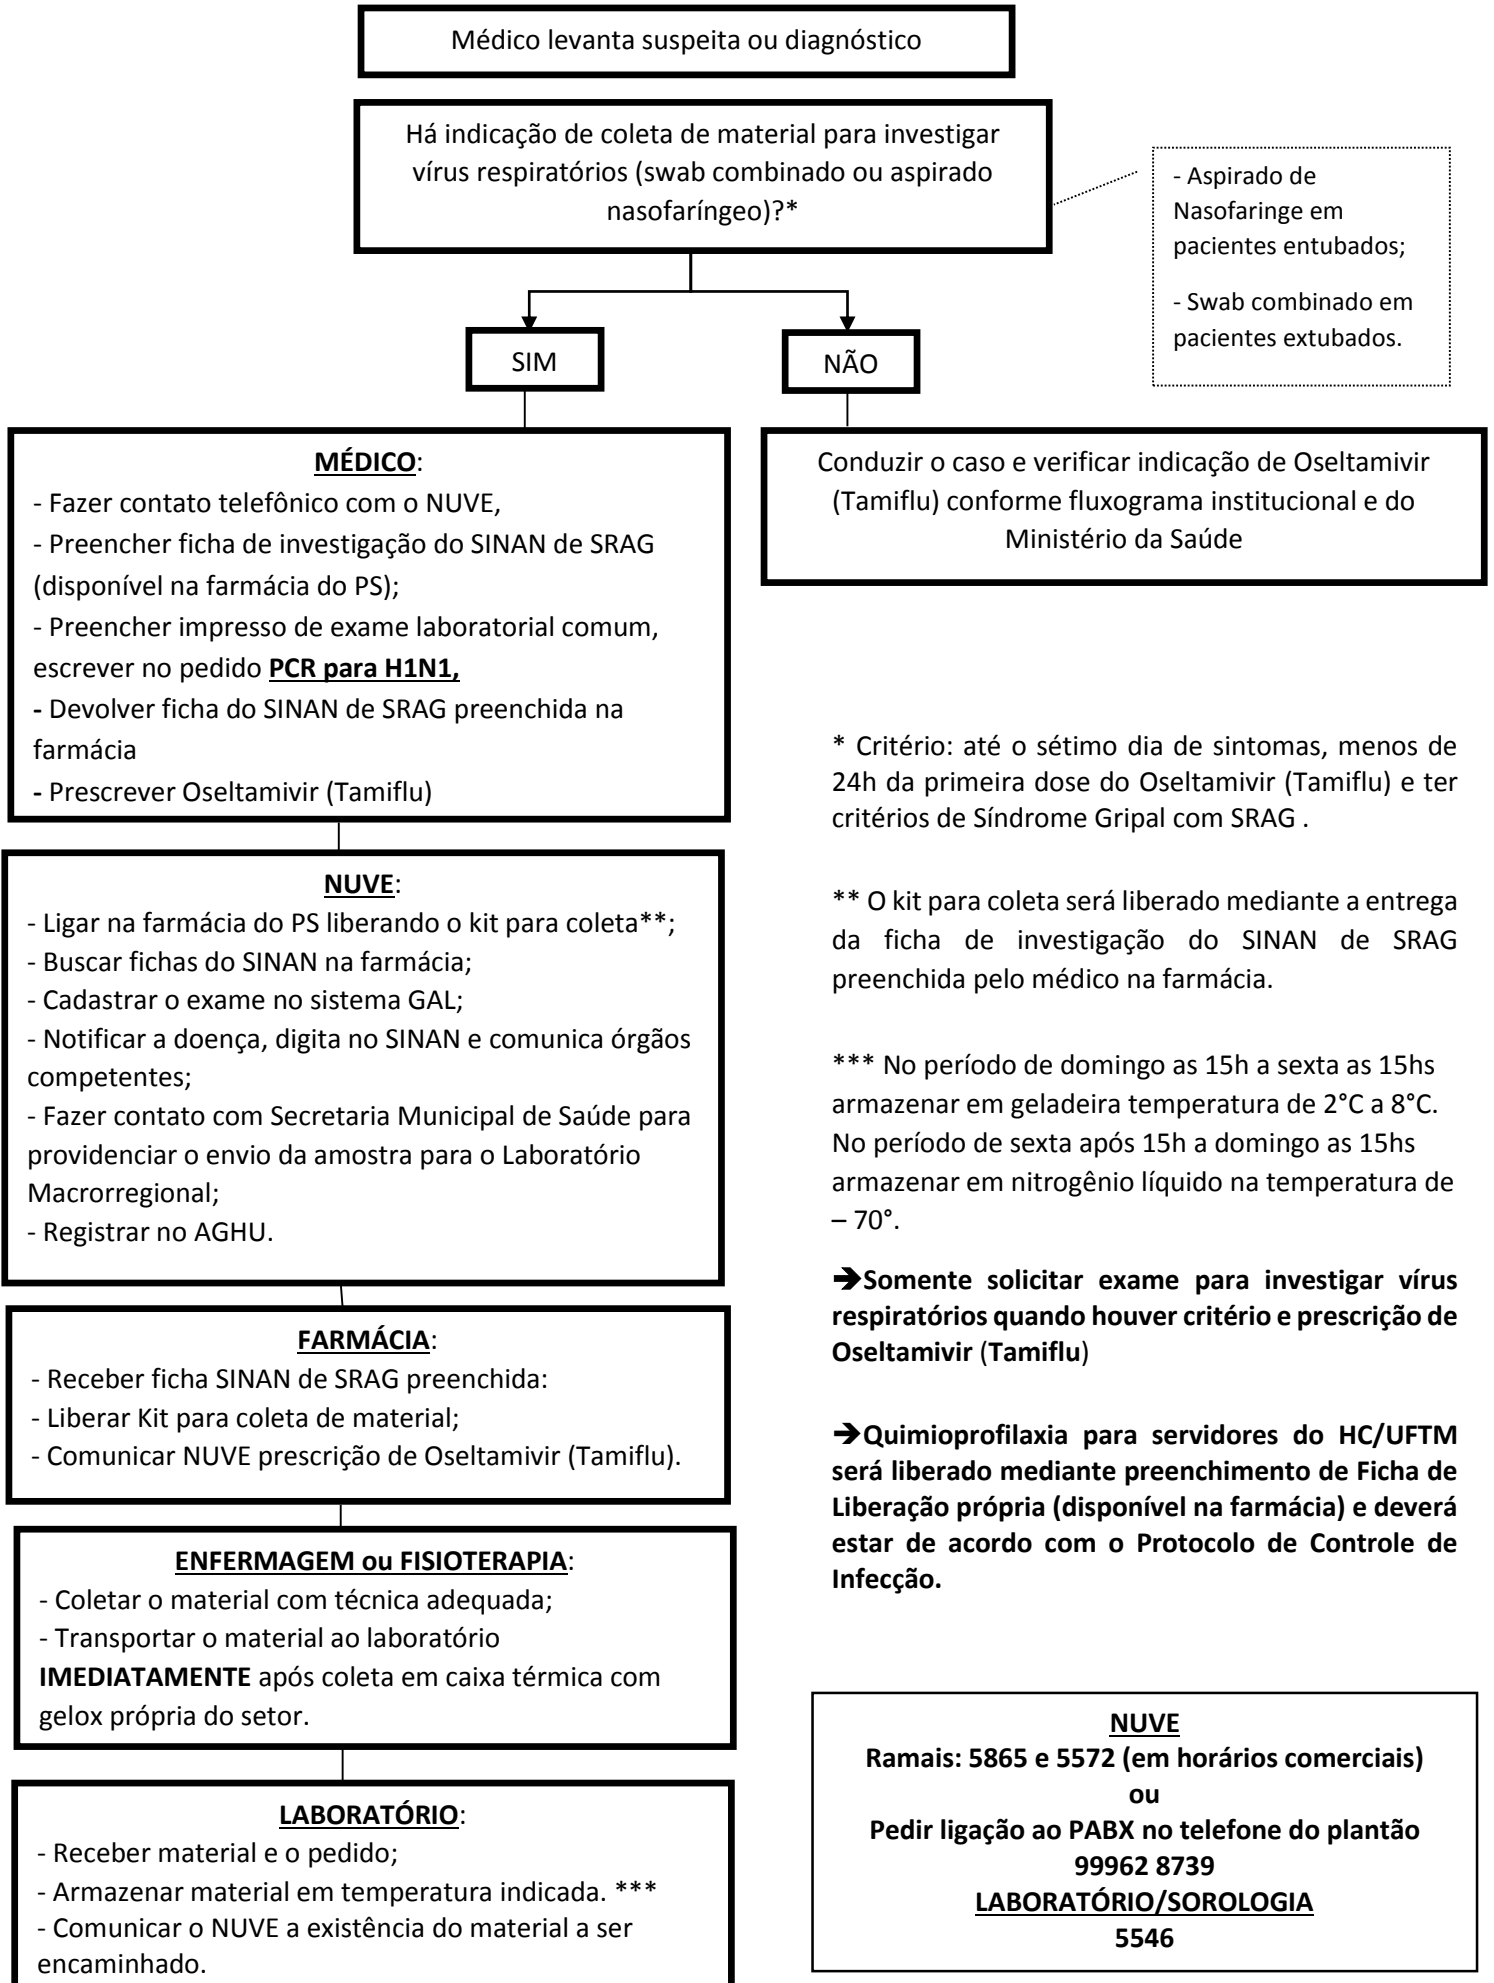 Médico levanta suspeita ou diagnóstico
Há indicação de coleta de material para investigar
vírus respiratórios (swab combinado ou aspirado
nasofaríngeo)?*
- Aspirado de
Nasofaringe em
pacientes entubados;
- Swab combinado em
pacientes extubados.
SIM
NÃO
MÉDICO:
- Fazer contato telefônico com o NUVE,
- Preencher ficha de investigação do SINAN de SRAG
(disponível na farmácia do PS);
- Preencher impresso de exame laboratorial comum,
escrever no pedido PCR para H1N1,
- Devolver ficha do SINAN de SRAG preenchida na
farmácia
- Prescrever Oseltamivir (Tamiflu)
Conduzir o caso e verificar indicação de Oseltamivir
(Tamiflu) conforme fluxograma institucional e do
Ministério da Saúde
NUVE:
- Ligar na farmácia do PS liberando o kit para coleta**;
- Buscar fichas do SINAN na farmácia;
- Cadastrar o exame no sistema GAL;
- Notificar a doença, digita no SINAN e comunica órgãos
competentes;
- Fazer contato com Secretaria Municipal de Saúde para
providenciar o envio da amostra para o Laboratório
Macrorregional;
- Registrar no AGHU.
FARMÁCIA:
- Receber ficha SINAN de SRAG preenchida:
- Liberar Kit para coleta de material;
- Comunicar NUVE prescrição de Oseltamivir (Tamiflu).
ENFERMAGEM ou FISIOTERAPIA:
- Coletar o material com técnica adequada;
- Transportar o material ao laboratório
IMEDIATAMENTE após coleta em caixa térmica com
gelox própria do setor.
LABORATÓRIO:
- Receber material e o pedido;
- Armazenar material em temperatura indicada. ***
- Comunicar o NUVE a existência do material a ser
encaminhado.
* Critério: até o sétimo dia de sintomas, menos de
24h da primeira dose do Oseltamivir (Tamiflu) e ter
critérios de Síndrome Gripal com SRAG .
** O kit para coleta será liberado mediante a entrega
da ficha de investigação do SINAN de SRAG
preenchida pelo médico na farmácia.
*** No período de domingo as 15h a sexta as 15hs
armazenar em geladeira temperatura de 2°C a 8°C.
No período de sexta após 15h a domingo as 15hs
armazenar em nitrogênio líquido na temperatura de
– 70°.
➔Somente solicitar exame para investigar vírus
respiratórios quando houver critério e prescrição de
Oseltamivir (Tamiflu)
➔Quimioprofilaxia para servidores do HC/UFTM
será liberado mediante preenchimento de Ficha de
Liberação própria (disponível na farmácia) e deverá
estar de acordo com o Protocolo de Controle de
Infecção.
NUVE
Ramais: 5865 e 5572 (em horários comerciais)
ou
Pedir ligação ao PABX no telefone do plantão
99962 8739
LABORATÓRIO/SOROLOGIA
5546